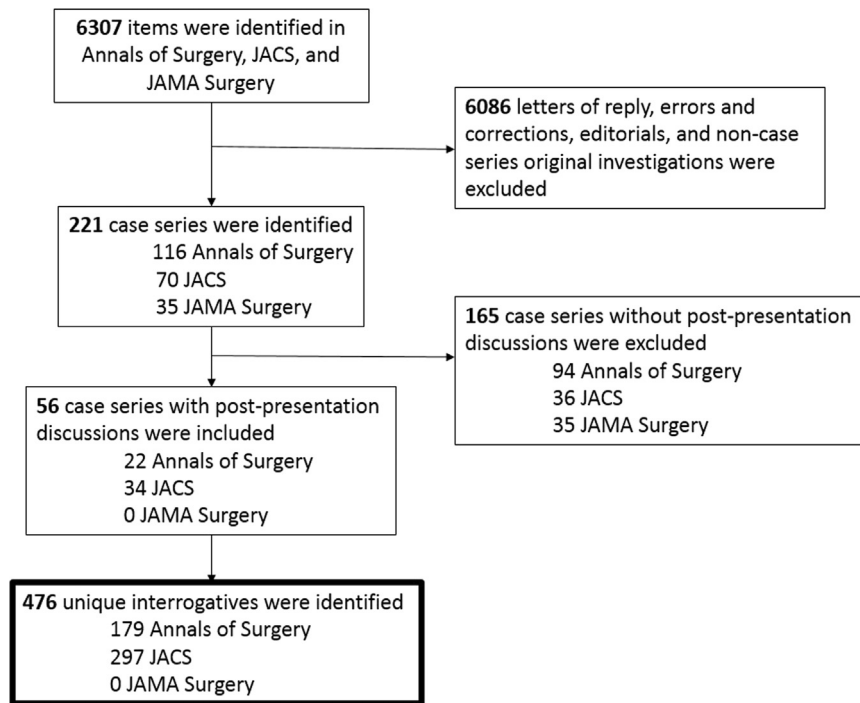 6307 items were identified in
Annals of Surgery, JACS, and
JAMA Surgery
6086 letters of reply, errors and
corrections, editorials, and non-case
series original investigations were
excluded
221 case series were identified
116 Annals of Surgery
70 JACS
35 JAMA Surgery
165 case series without post-presentation
discussions were excluded
94 Annals of Surgery
36 JACS
35 JAMA Surgery
56 case series with post-presentation
discussions were included
22 Annals of Surgery
34 JACS
0 JAMA Surgery
476 unique interrogatives were identified
179 Annals of Surgery
297 JACS
0 JAMA Surgery